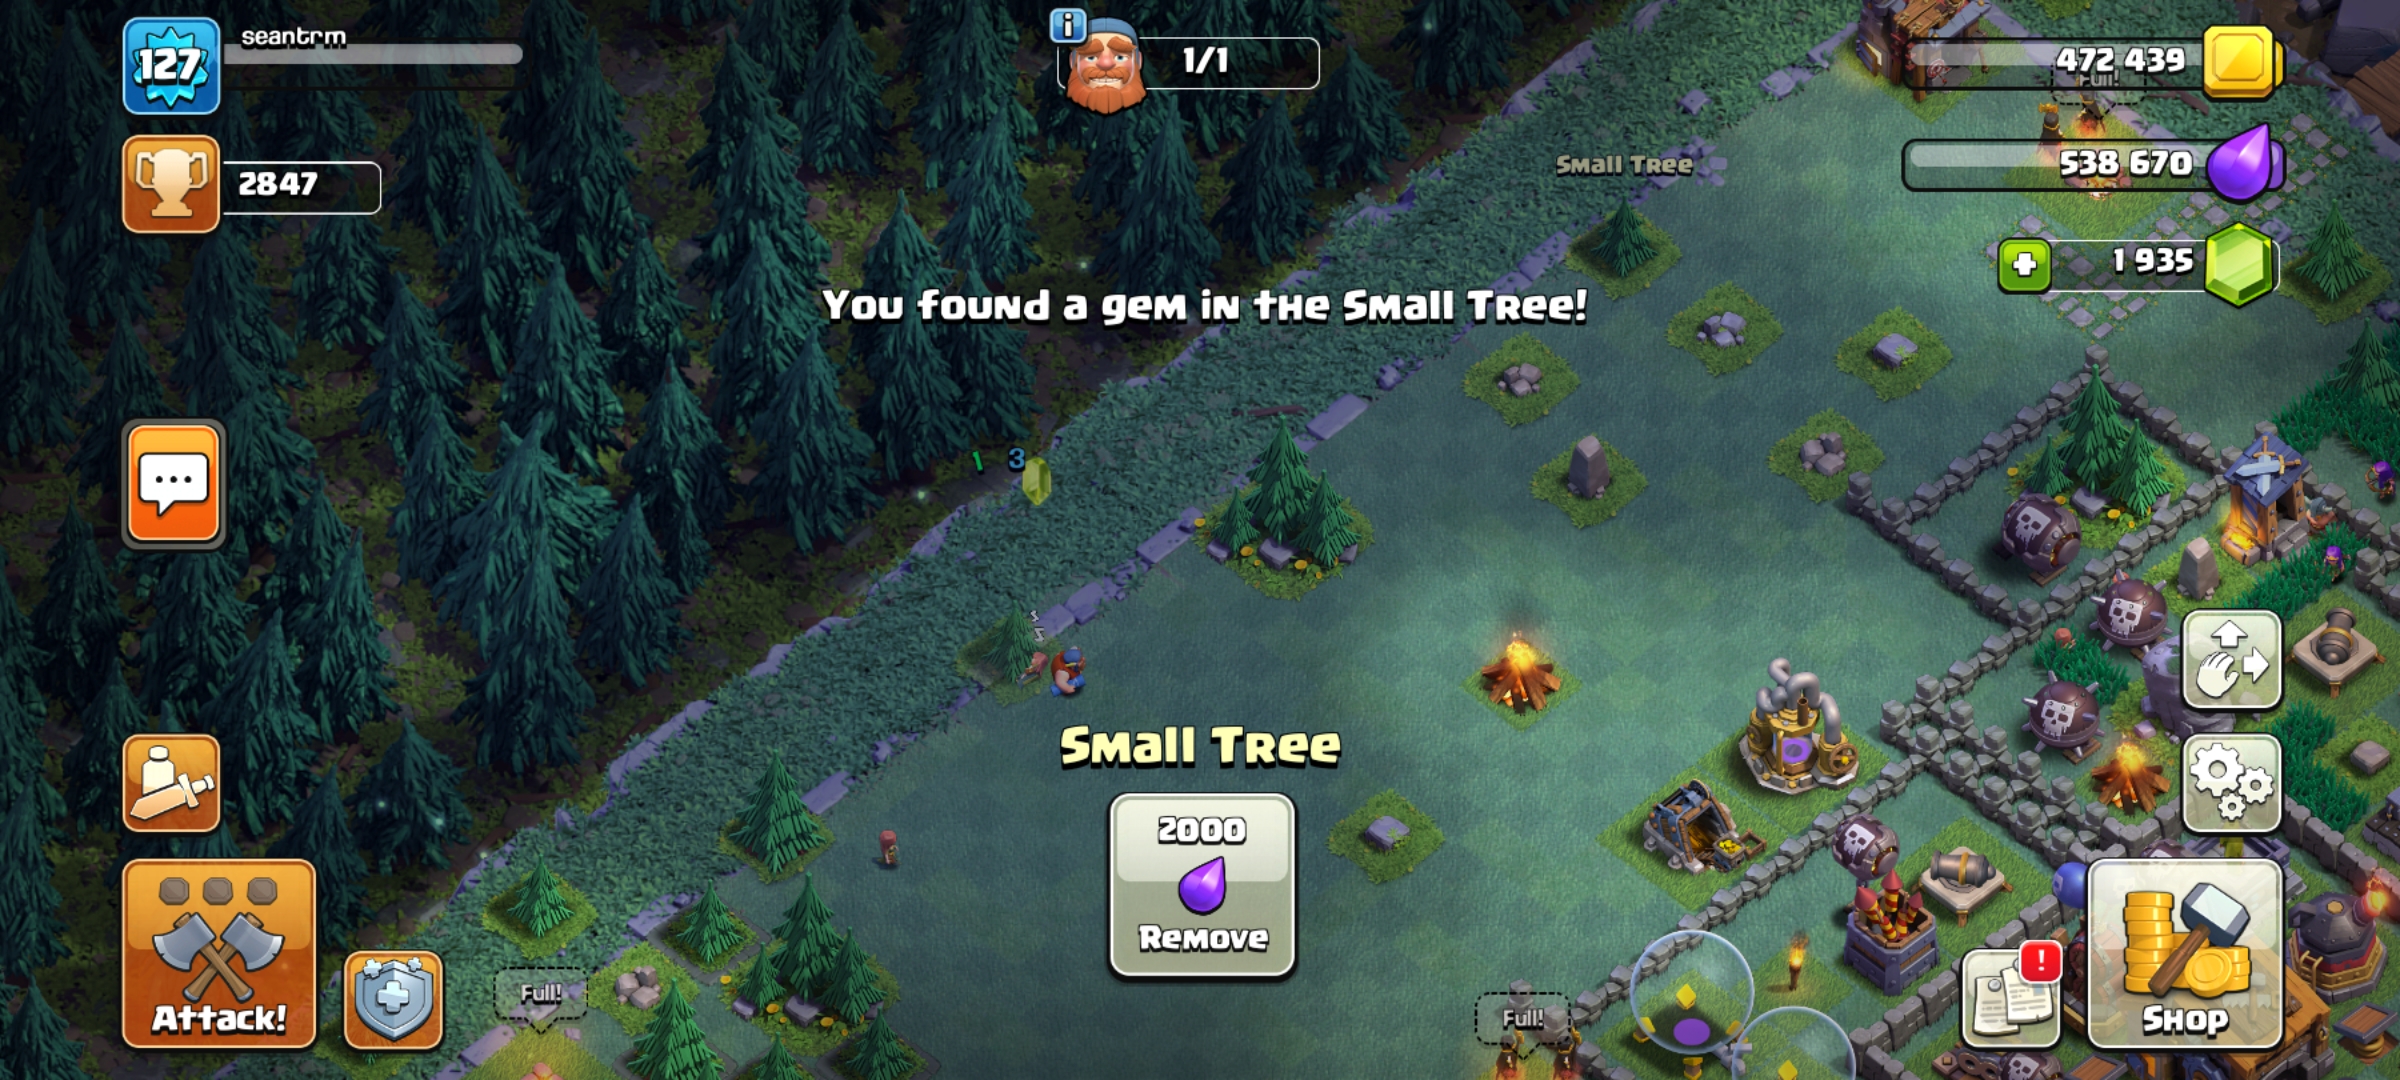 127
seantrm
1/1
472 439
Full!
2847
Small Tree
538 670
1 935
You found a gem in the Small Tree!
1 3
Small Tree
2000
Remove
Full!
Full!
Attack!
!
Shop